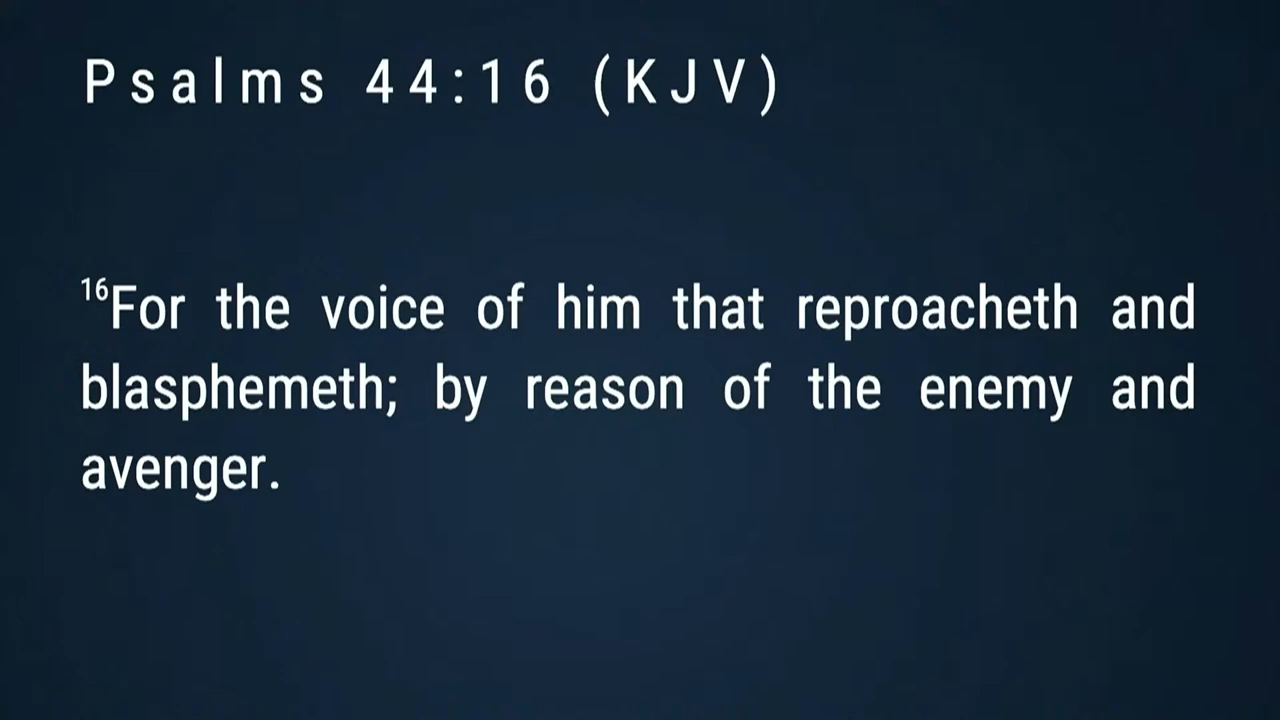 Psalms 44:16 (KJV)
16For the voice of him that reproacheth and
blasphemeth; by reason of the enemy and
avenger.